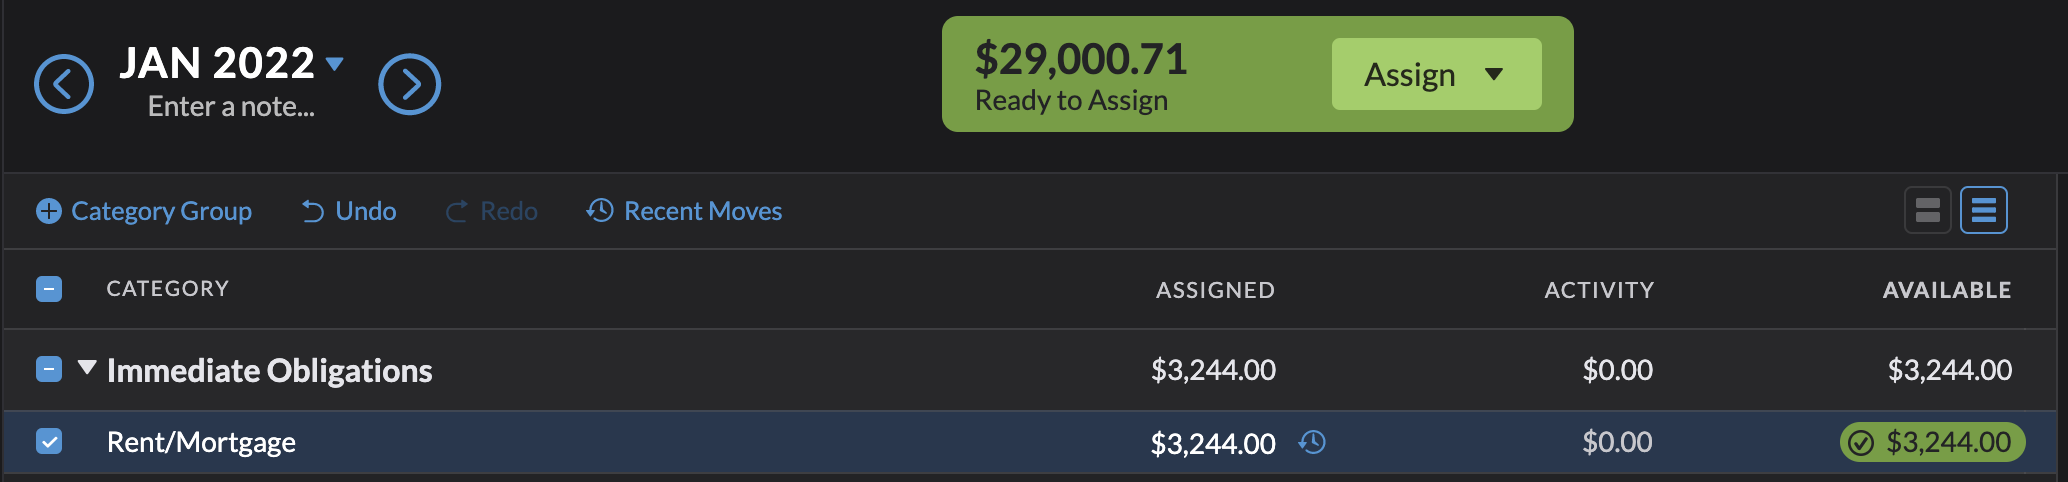 JAN 2022
Enter a note...
$29,000.71
Ready to Assign
Assign
Category Group Undo Redo Recent Moves
CATEGORY ASSIGNED ACTIVITY AVAILABLE
Immediate Obligations $3,244.00 $0.00 $3,244.00
Rent/Mortgage $3,244.00 $0.00 $3,244.00